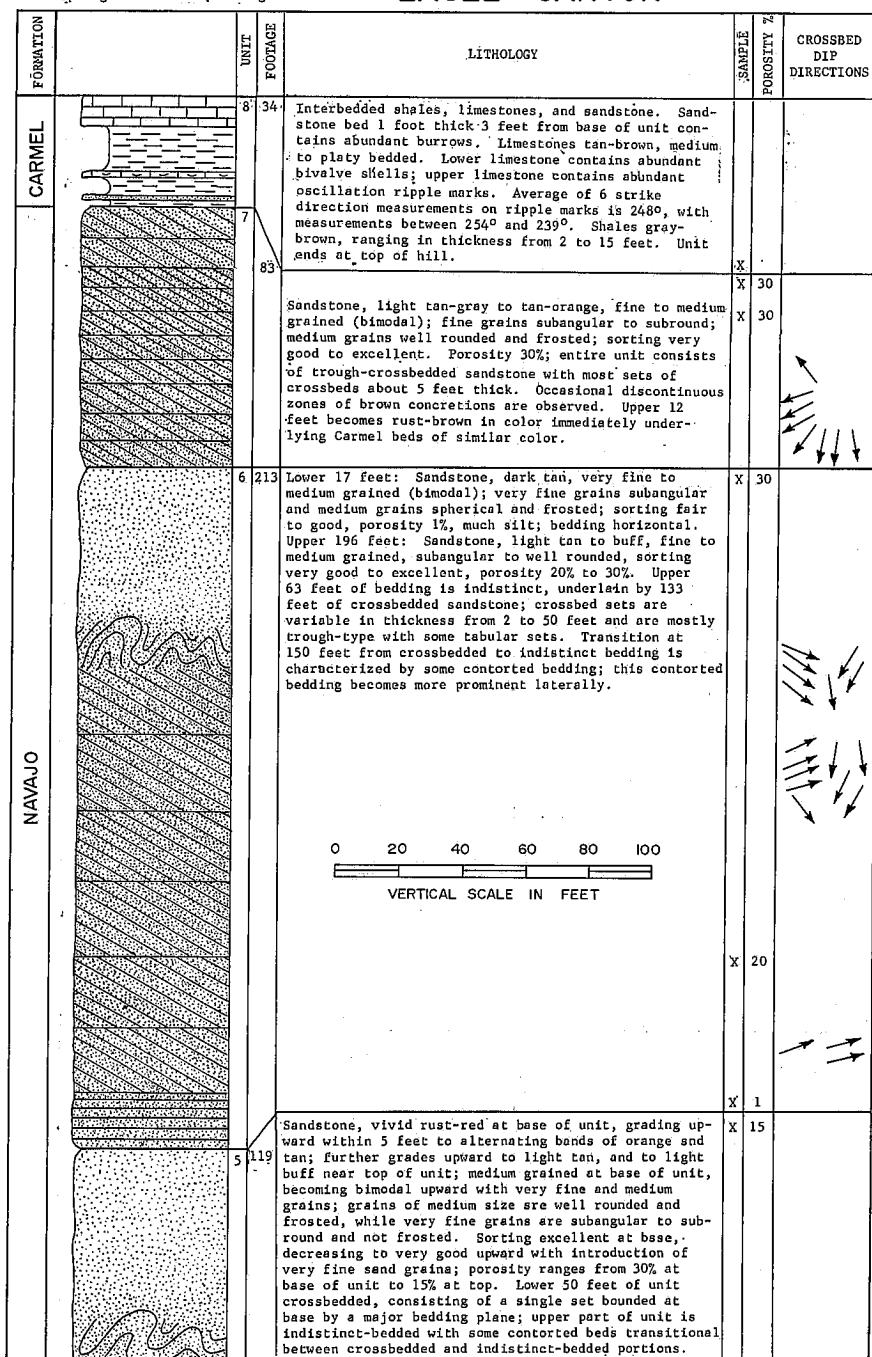 FORMATION
UNIT
FOOTAGE
LITHOLOGY
SAMPLE
POROSITY %
CROSSBED
DIP
DIRECTIONS
CARMEL
8 34
Interbedded shales, limestones, and sandstone. Sand-
stone bed 1 foot thick 3 feet from base of unit con-
tains abundant burrows. Limestones tan-brown, medium
to platy bedded. Lower limestone contains abundant
bivalve shells; upper limestone contains abundant
oscillation ripple marks. Average of 6 strike
direction measurements on ripple marks is 248º, with
measurements between 254º and 239º. Shales gray-
brown, ranging in thickness from 2 to 15 feet. Unit
ends at top of hill.
X
NAVAJO
7
83
X 30
Sandstone, light tan-gray to tan-orange, fine to medium
grained (bimodal); fine grains subangular to subround;
medium grains well rounded and frosted; sorting very
good to excellent. Porosity 30%; entire unit consists
of trough-crossbedded sandstone with most sets of
crossbeds about 5 feet thick. Occasional discontinuous
zones of brown concretions are observed. Upper 12
feet becomes rust-brown in color immediately under-
lying Carmel beds of similar color.
X 30
6 213
Lower 17 feet: Sandstone, dark tan, very fine to
medium grained (bimodal); very fine grains subangular
and medium grains spherical and frosted; sorting fair
to good, porosity 1%, much silt; bedding horizontal.
Upper 196 feet: Sandstone, light tan to buff, fine to
medium grained, subangular to well rounded, sorting
very good to excellent, porosity 20% to 30%. Upper
63 feet of bedding is indistinct, underlain by 133
feet of crossbedded sandstone; crossbed sets are
variable in thickness from 2 to 50 feet and are mostly
trough-type with some tabular sets. Transition at
150 feet from crossbedded to indistinct bedding is
characterized by some contorted bedding; this contorted
bedding becomes more prominent laterally.
X 30
0 20 40 60 80 100
VERTICAL SCALE IN FEET
X 20
X 1
5 119
Sandstone, vivid rust-red at base of unit, grading up-
ward within 5 feet to alternating bands of orange and
tan; further grades upward to light tan, and to light
buff near top of unit; medium grained at base of unit,
becoming bimodal upward with very fine and medium
grains; grains of medium size are well rounded and
frosted, while very fine grains are subangular to sub-
round and not frosted. Sorting excellent at base,
decreasing to very good upward with introduction of
very fine sand grains; porosity ranges from 30% at
base of unit to 15% at top. Lower 50 feet of unit
crossbedded, consisting of a single set bounded at
base by a major bedding plane; upper part of unit is
indistinct-bedded with some contorted beds transitional
between crossbedded and indistinct-bedded portions.
X 15